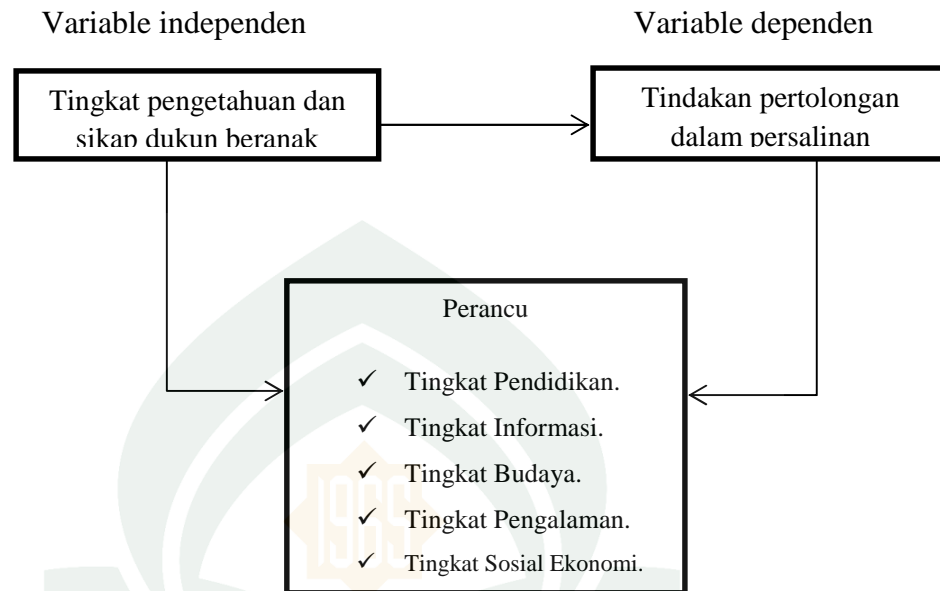 Variable independen
Variable dependen
Tingkat pengetahuan dan
sikap dukun beranak
Tindakan pertolongan
dalam persalinan
Perancu
✓ Tingkat Pendidikan.
✓ Tingkat Informasi.
✓ Tingkat Budaya.
✓ Tingkat Pengalaman.
✓ Tingkat Sosial Ekonomi.
1969